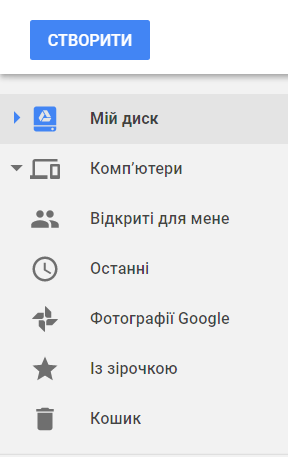 СТВОРИТИ
Мій диск
Комп’ютери
Відкриті для мене
Останні
Фотографії Google
Із зірочкою
Кошик